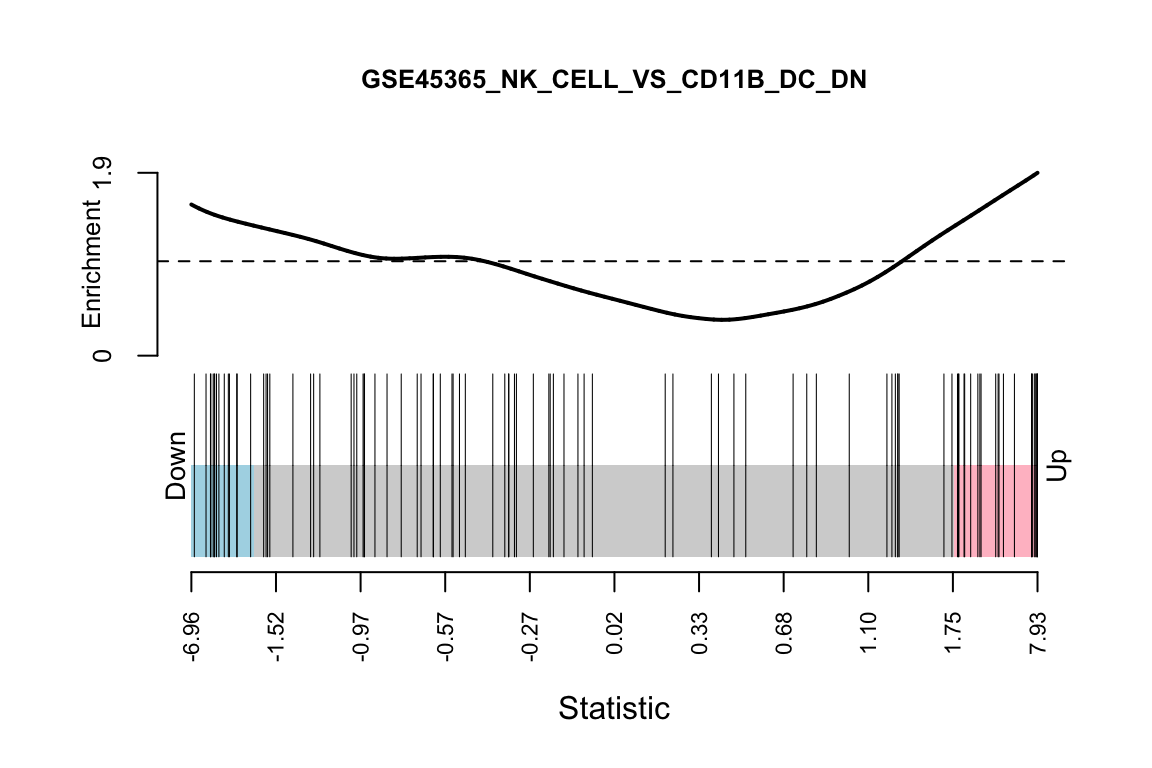 GSE45365_NK_CELL_VS_CD11B_DC_DN
1.9
Enrichment
0
Down
Up
-6.96 -1.52 -0.97 -0.57 -0.27 0.02 0.33 0.68 1.10 1.75 7.93
Statistic